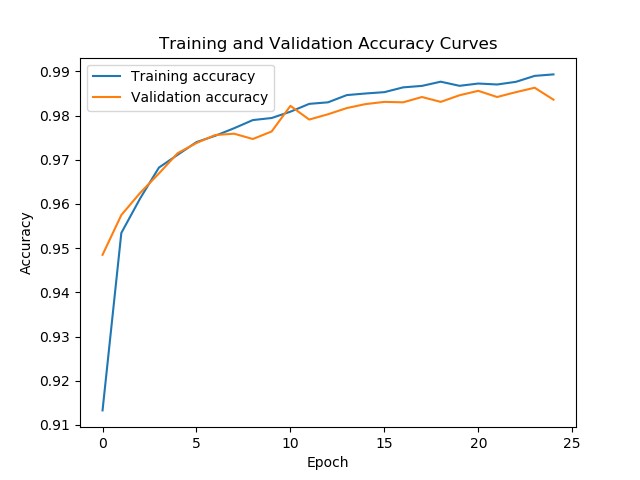 Training and Validation Accuracy Curves
Training accuracy
Validation accuracy
0.99
0.98
0.97
0.96
0.95
0.94
0.93
0.92
0.91
Accuracy
0 5 10 15 20 25
Epoch